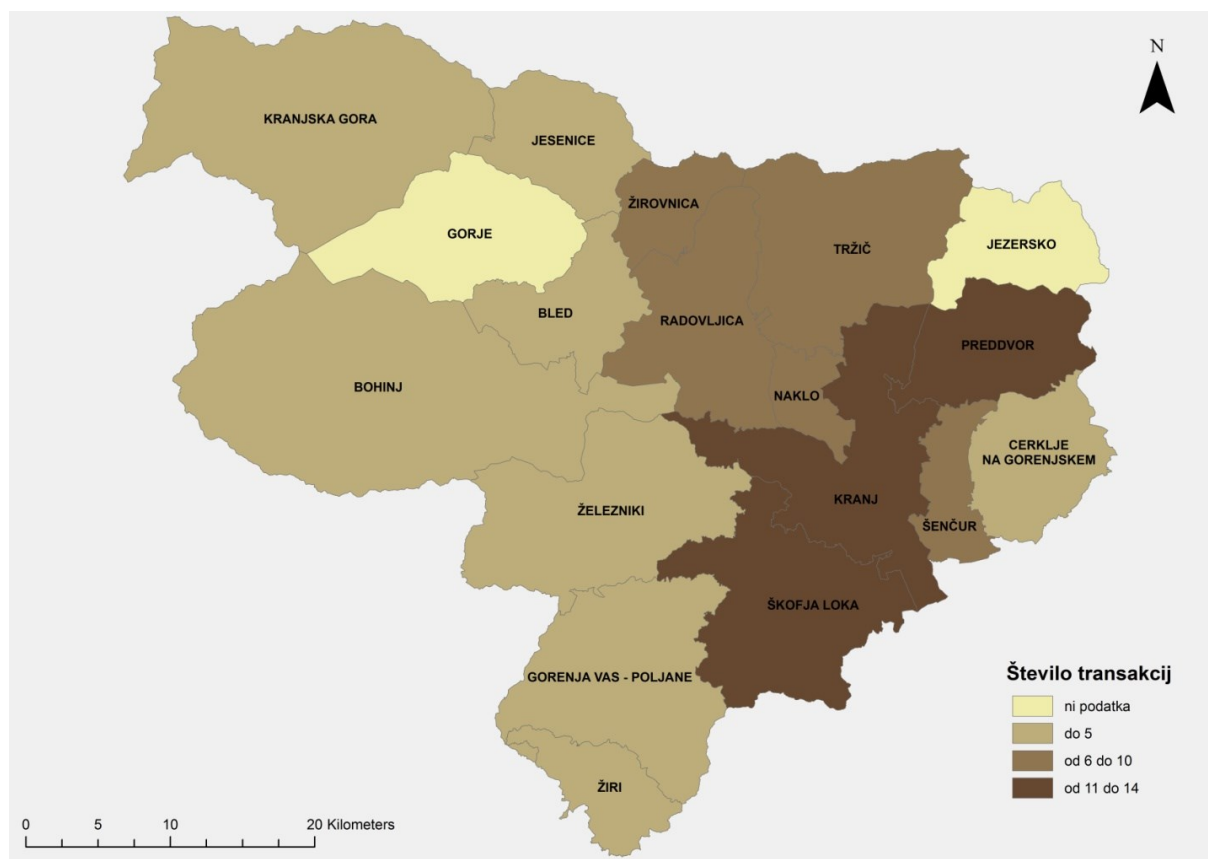 N
KRANJSKA GORA
JESENICE
ŽIROVNICA
GORJE
TRŽIČ
JEZERSKO
BLED
RADOVLJICA
PREDDVOR
BOHINJ
NAKLO
CERKLJE
NA GORENJSKEM
KRANJ
ŽELEZNIKI
ŠENČUR
ŠKOFJA LOKA
GORENJA VAS - POLJANE
ŽIRI
Število transakcij
ni podatka
do 5
od 6 do 10
od 11 do 14
0 5 10 20 Kilometers